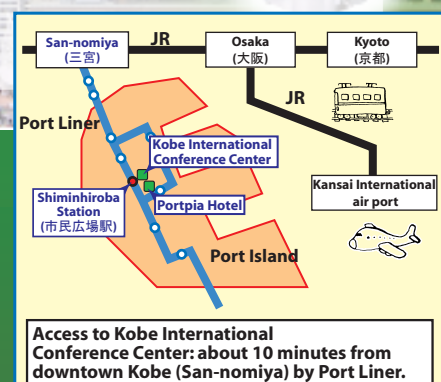 San-nomiya
(三宮)
JR
Osaka
(大阪)
Kyoto
(京都)
JR
Port Liner
Kobe International
Conference Center
Kansai International
air port
Shiminhiroba
Station
(市民広場駅)
Portpia Hotel
Port Island
Access to Kobe International
Conference Center: about 10 minutes from
downtown Kobe (San-nomiya) by Port Liner.